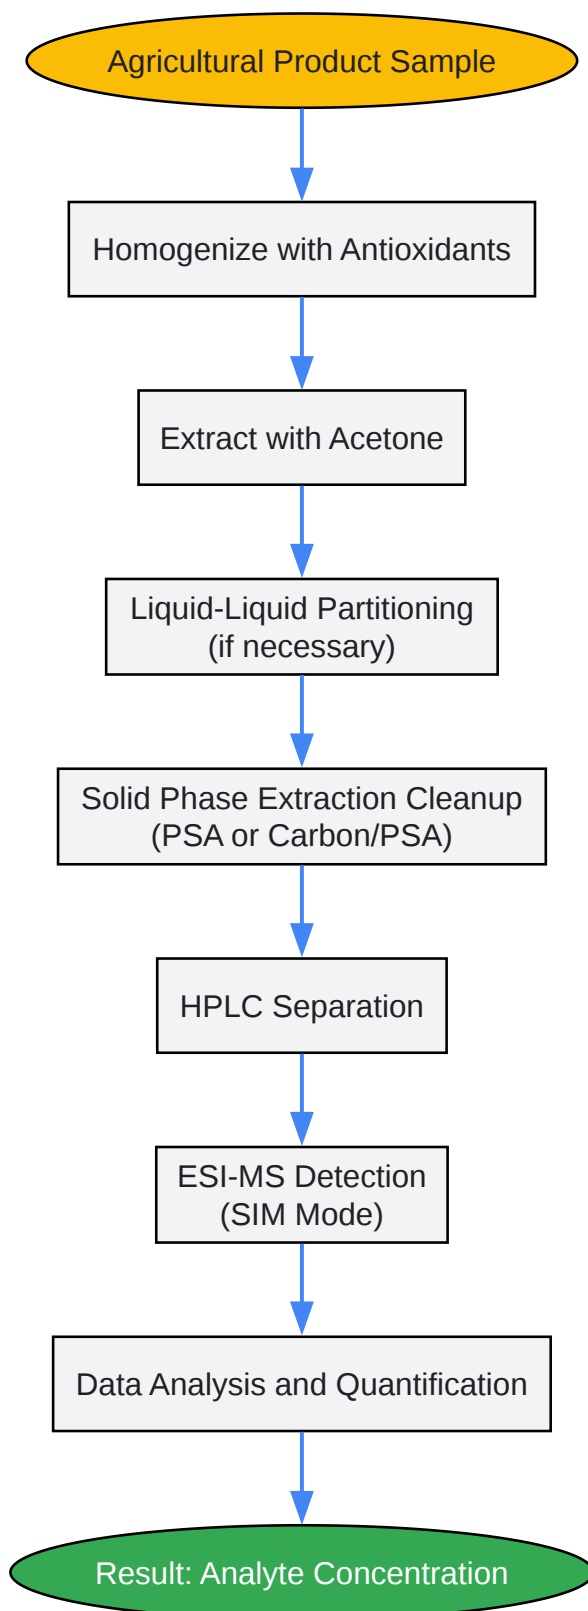 Agricultural Product Sample
Homogenize with Antioxidants
Extract with Acetone
Liquid-Liquid Partitioning
(if necessary)
Solid Phase Extraction Cleanup
(PSA or Carbon/PSA)
HPLC Separation
ESI-MS Detection
(SIM Mode)
Data Analysis and Quantification
Result: Analyte Concentration